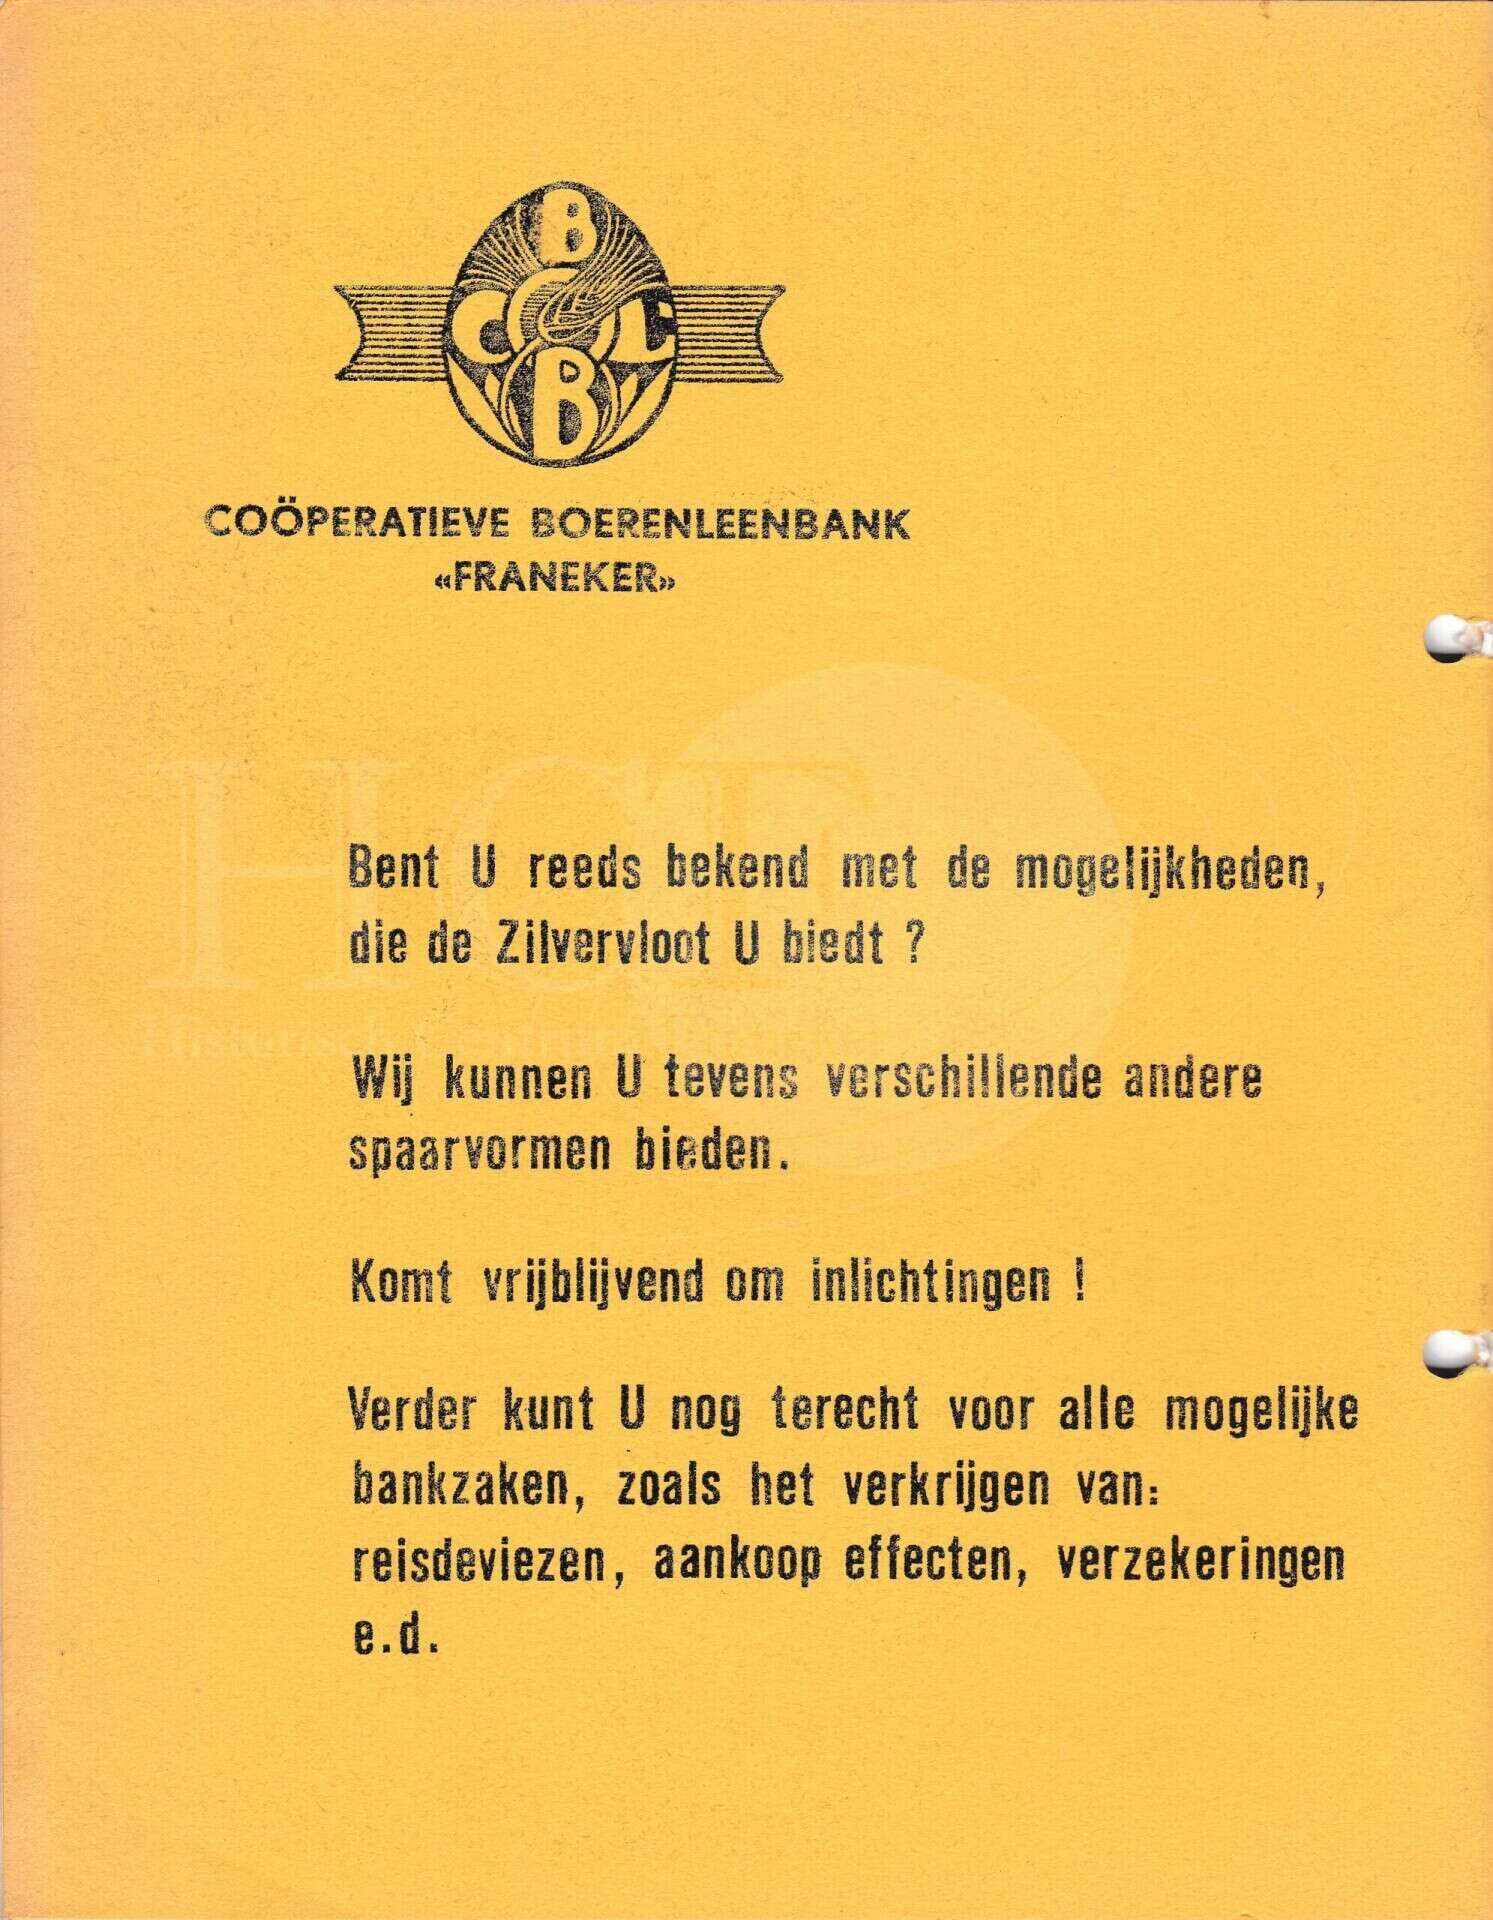 B
C L
B
COÖPERATIEVE BOERENLEENBANK
«FRANEKER»
HCF
Bent U reeds bekend met de mogelijkheden,
die de Zilvervloot U biedt ?
Wij kunnen U tevens verschillende andere
spaarvormen bieden.
Komt vrijblijvend om inlichtingen !
Verder kunt U nog terecht voor alle mogelijke
bankzaken, zoals het verkrijgen van:
reisdeviezen, aankoop effecten, verzekeringen
e.d.